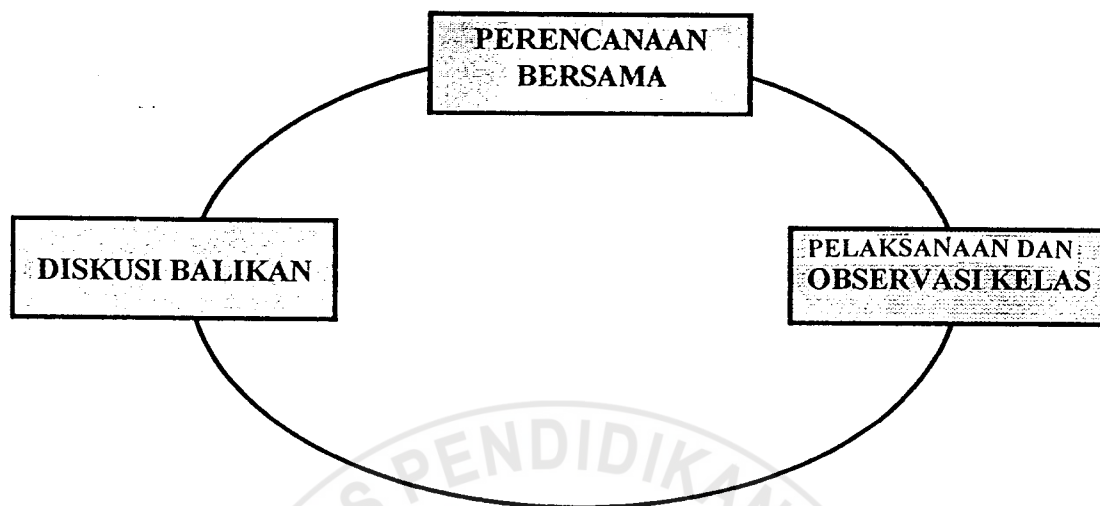 PERENCANAAN
BERSAMA
DISKUSI BALIKAN
PELAKSANAAN DAN
OBSERVASI KELAS
S PENDIDIKAN